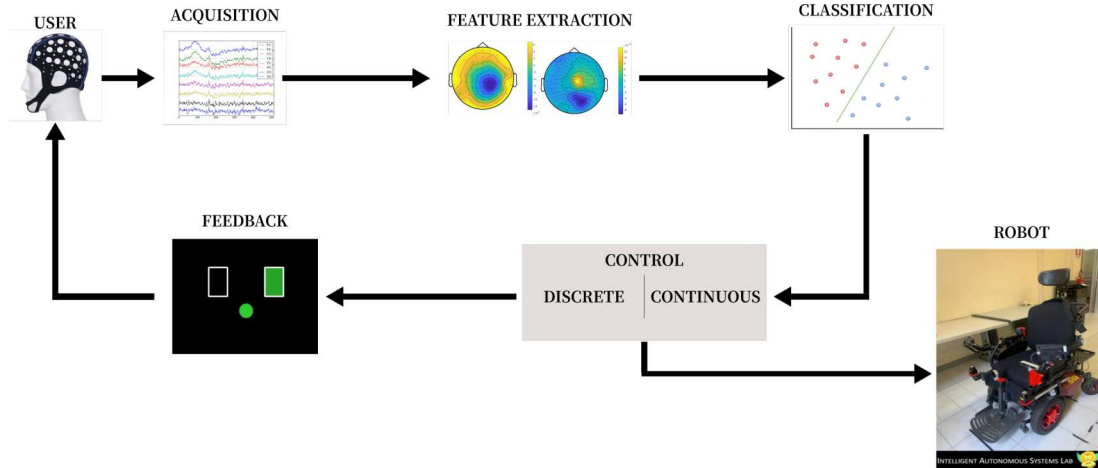 USER
ACQUISITION
FEATURE EXTRACTION
CLASSIFICATION
FEEDBACK
CONTROL
DISCRETE
CONTINUOUS
ROBOT
INTELLIGENT AUTONOMOUS SYSTEMS LAB